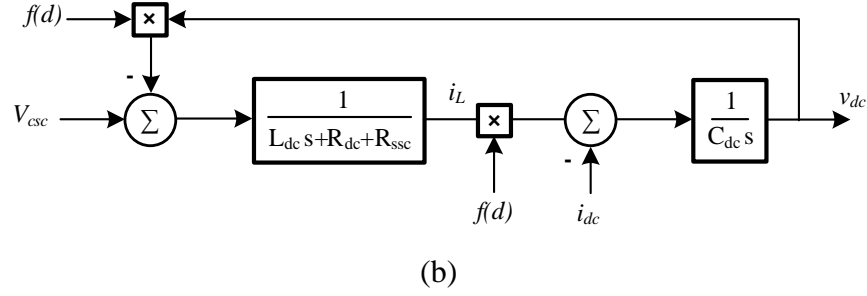 f(d) ×
-
V_csc Σ 1 / (L_dc s+R_dc+R_ssc) i_L × Σ 1 / (C_dc s) v_dc
-
f(d) i_dc
(b)